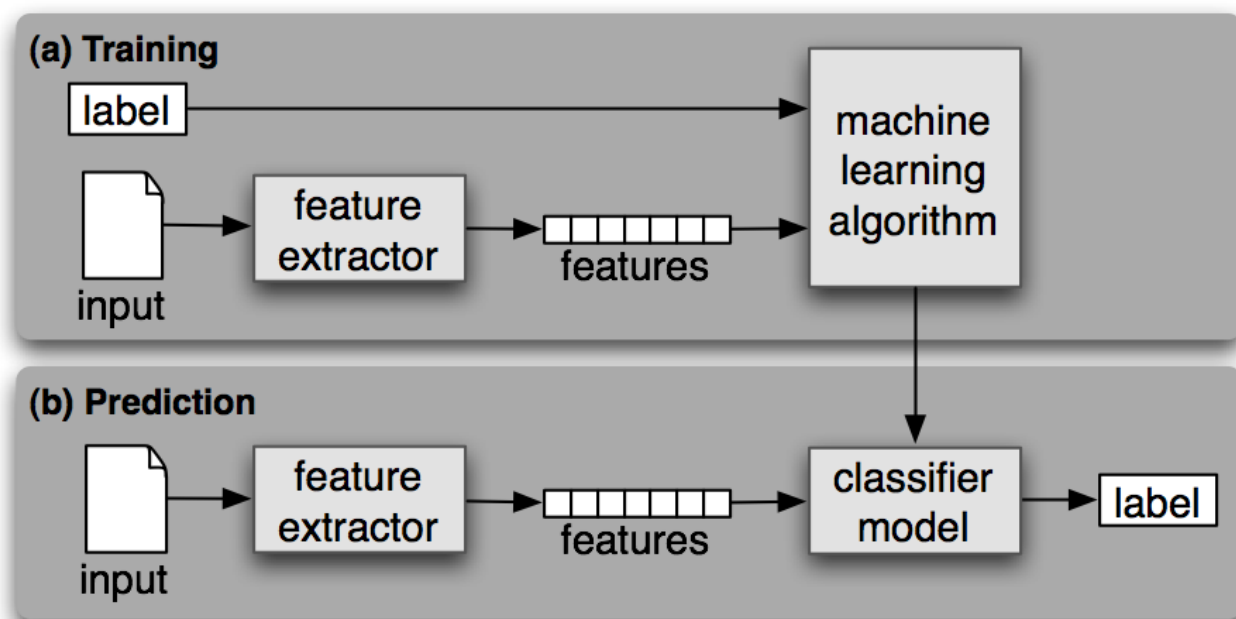 (a) Training
label
machine
learning
algorithm
feature
extractor
features
input
(b) Prediction
feature
extractor
features
classifier
model
label
input